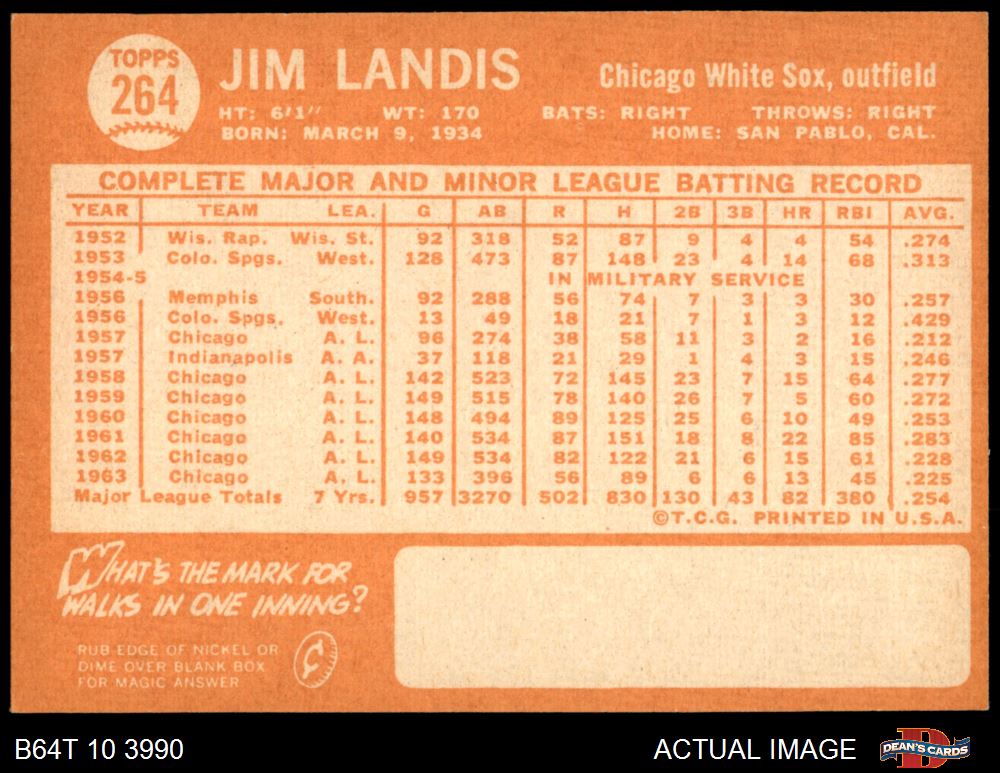 TOPPS
264
JIM LANDIS
Chicago White Sox, outfield
HT: 6'1" WT: 170 BATS: RIGHT THROWS: RIGHT
BORN: MARCH 9, 1934 HOME: SAN PABLO, CAL.
COMPLETE MAJOR AND MINOR LEAGUE BATTING RECORD
YEAR TEAM LEA. G AB R H 2B 3B HR RBI AVG.
1952 Wis. Rap. Wis. St. 92 318 52 87 9 4 4 54 .274
1953 Colo. Spgs. West. 128 473 87 148 23 4 14 68 .313
1954-5 IN MILITARY SERVICE
1956 Memphis South. 92 288 56 74 7 3 3 30 .257
1956 Colo. Spgs. West. 13 49 18 21 7 1 3 12 .429
1957 Chicago A. L. 96 274 38 58 11 3 2 16 .212
1957 Indianapolis A. A. 37 118 21 29 1 4 3 15 .246
1958 Chicago A. L. 142 523 72 145 23 7 15 64 .277
1959 Chicago A. L. 149 515 78 140 26 7 5 60 .272
1960 Chicago A. L. 148 494 89 125 25 6 10 49 .253
1961 Chicago A. L. 140 534 87 151 18 8 22 85 .283
1962 Chicago A. L. 149 534 82 122 21 6 15 61 .228
1963 Chicago A. L. 133 396 56 89 6 6 13 45 .225
Major League Totals 7 Yrs. 957 3270 502 830 130 43 82 380 .254
©T.C.G. PRINTED IN U.S.A.
WHAT'S THE MARK FOR
WALKS IN ONE INNING?
RUB EDGE OF NICKEL OR
DIME OVER BLANK BOX
FOR MAGIC ANSWER
B64T 10 3990 ACTUAL IMAGE DEAN'S CARDS